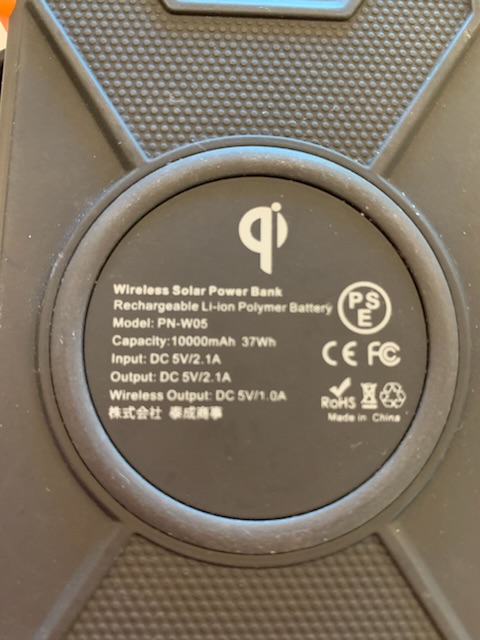 qi
Wireless Solar Power Bank
Rechargeable Li-ion Polymer Battery
Model: PN-W05
Capacity:10000mAh 37Wh
Input: DC 5V/2.1A
Output: DC 5V/2.1A
Wireless Output: DC 5V/1.0A
株式会社 泰成商事
PSE
CE FC
RoHS
Made in China